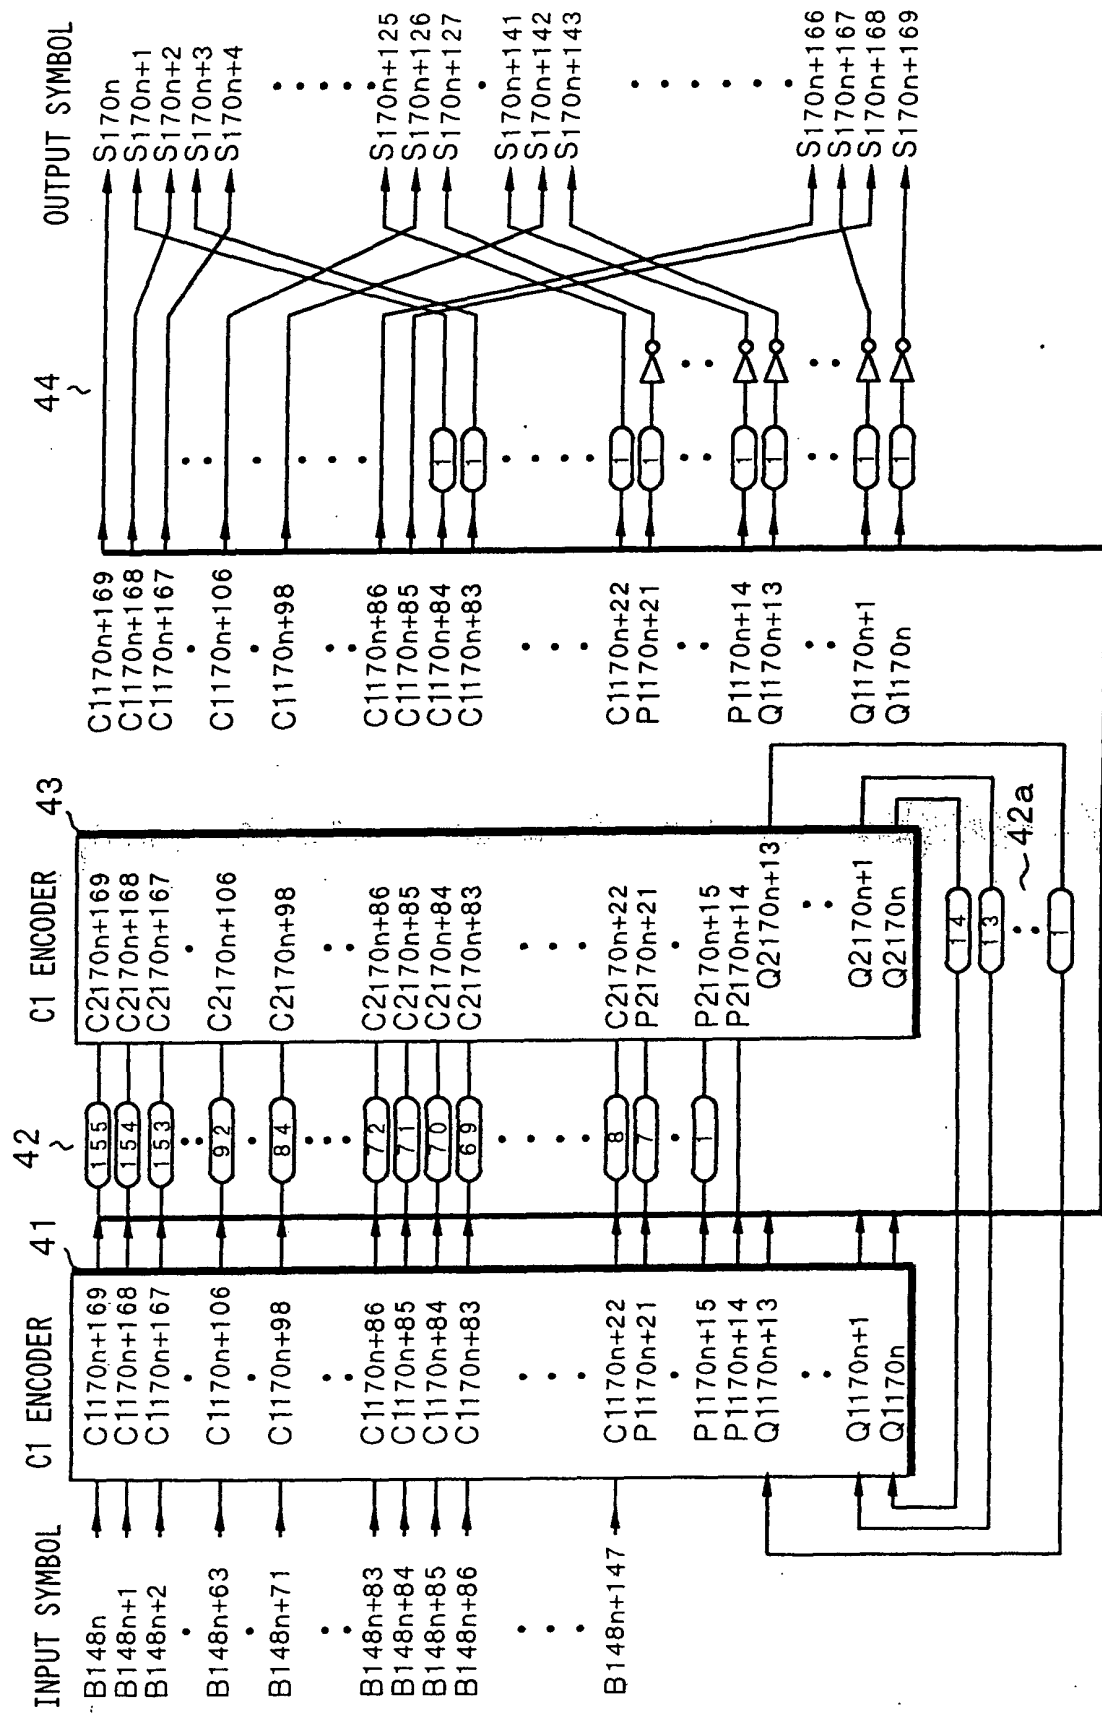 INPUT SYMBOL
B148n
B148n+1
B148n+2
B148n+63
B148n+71
B148n+83
B148n+84
B148n+85
B148n+86
B148n+147
C1 ENCODER
41
C1170n+169
C1170n+168
C1170n+167
C1170n+106
C1170n+98
C1170n+86
C1170n+85
C1170n+84
C1170n+83
C1170n+22
P1170n+21
P1170n+15
P1170n+14
Q1170n+13
Q1170n+1
Q1170n
42
155
154
153
92
84
72
71
70
69
8
7
1
C1 ENCODER
43
C2170n+169
C2170n+168
C2170n+167
C2170n+106
C2170n+98
C2170n+86
C2170n+85
C2170n+84
C2170n+83
C2170n+22
P2170n+21
P2170n+15
P2170n+14
Q2170n+13
Q2170n+1
Q2170n
14
13
1
42a
C1170n+169
C1170n+168
C1170n+167
C1170n+106
C1170n+98
C1170n+86
C1170n+85
C1170n+84
C1170n+83
C1170n+22
P1170n+21
P1170n+14
Q1170n+13
Q1170n+1
Q1170n
44
1
1
1
1
1
1
1
1
OUTPUT SYMBOL
S170n
S170n+1
S170n+2
S170n+3
S170n+4
S170n+125
S170n+126
S170n+127
S170n+141
S170n+142
S170n+143
S170n+166
S170n+167
S170n+168
S170n+169